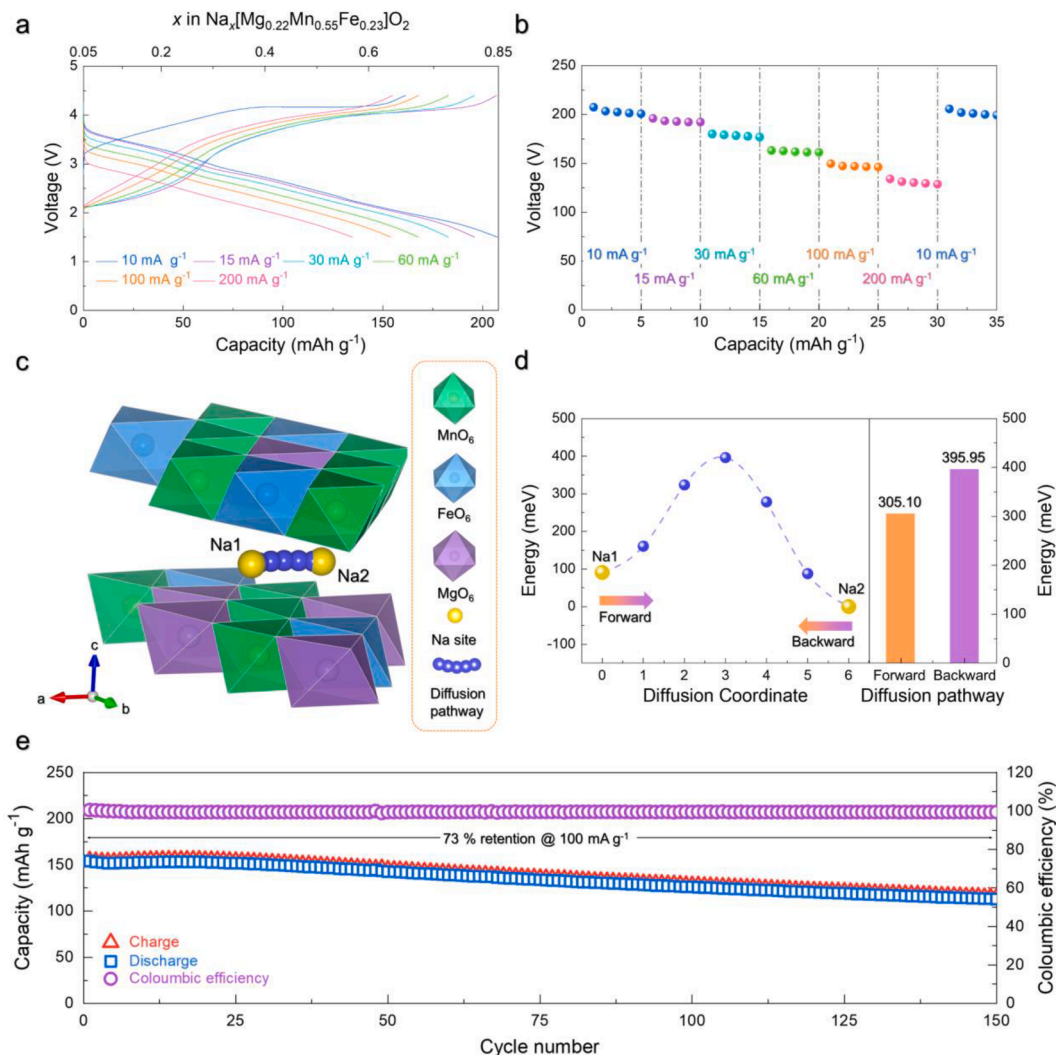 a
x in Naₓ[Mg₀.₂₂Mn₀.₅₅Fe₀.₂₃]O₂
0.05 0.2 0.4 0.6 0.85
5
4
3
2
1
0
Voltage (V)
10 mA g⁻¹ 15 mA g⁻¹ 30 mA g⁻¹ 60 mA g⁻¹
100 mA g⁻¹ 200 mA g⁻¹
0 50 100 150 200
Capacity (mAh g⁻¹)
b
250
200
150
100
50
0
Voltage (V)
10 mA g⁻¹ 30 mA g⁻¹ 100 mA g⁻¹ 10 mA g⁻¹
15 mA g⁻¹ 60 mA g⁻¹ 200 mA g⁻¹
0 5 10 15 20 25 30 35
Capacity (mAh g⁻¹)
c
Na1
Na2
c
a
b
MnO₆
FeO₆
MgO₆
Na site
Diffusion
pathway
d
500
400
300
200
100
0
-100
Energy (meV)
Na1
Forward
Na2
Backward
0 1 2 3 4 5 6
Diffusion Coordinate
305.10
395.95
Forward Backward
Diffusion pathway
500
400
300
200
100
0
Energy (meV)
e
250
200
150
100
50
0
Capacity (mAh g⁻¹)
73 % retention @ 100 mA g⁻¹
Charge
Discharge
Coloumbic efficiency
0 25 50 75 100 125 150
Cycle number
120
100
80
60
40
20
0
Coloumbic efficiency (%)